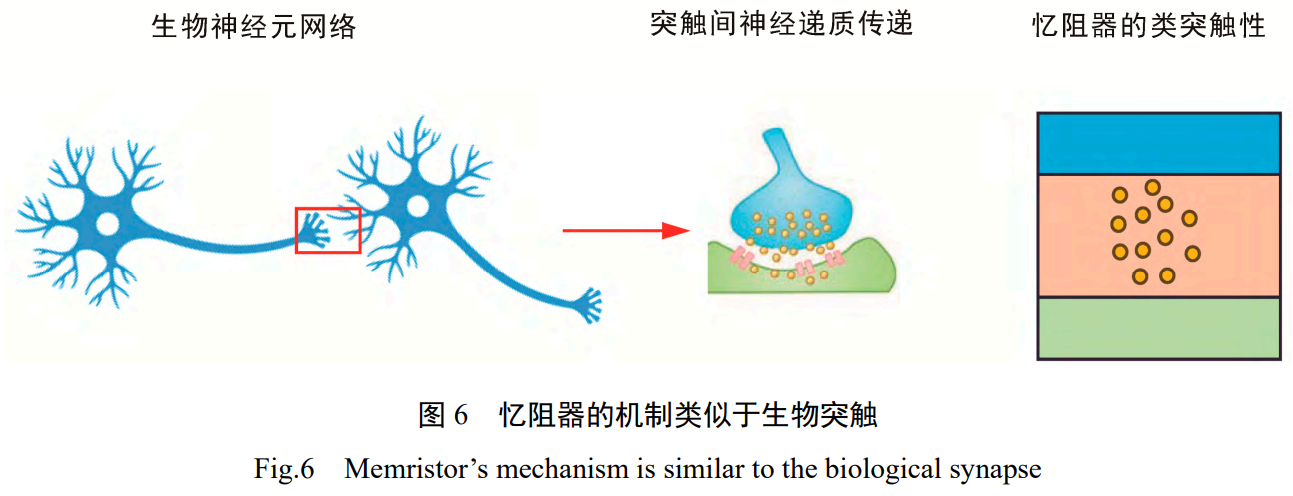 生物神经元网络
突触间神经递质传递
忆阻器的类突触性
图 6 忆阻器的机制类似于生物突触
Fig.6 Memristor’s mechanism is similar to the biological synapse